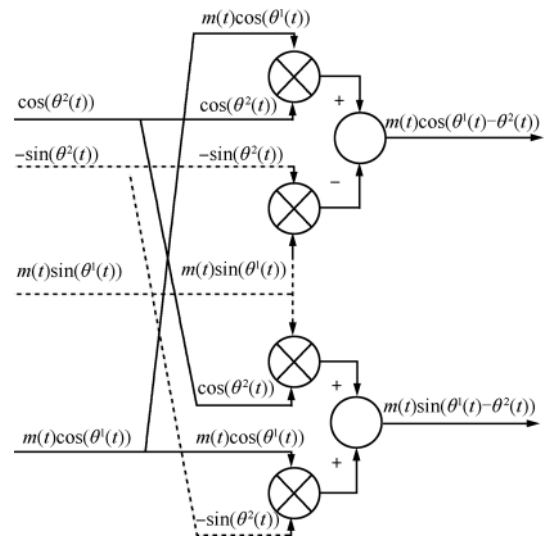 m(t)cos(θ¹(t))
cos(θ²(t)) cos(θ²(t))
+
m(t)cos(θ¹(t)−θ²(t))
−sin(θ²(t)) −sin(θ²(t))
−
m(t)sin(θ¹(t)) m(t)sin(θ¹(t))
cos(θ²(t))
+
m(t)sin(θ¹(t)−θ²(t))
m(t)cos(θ¹(t)) m(t)cos(θ¹(t))
+
−sin(θ²(t))